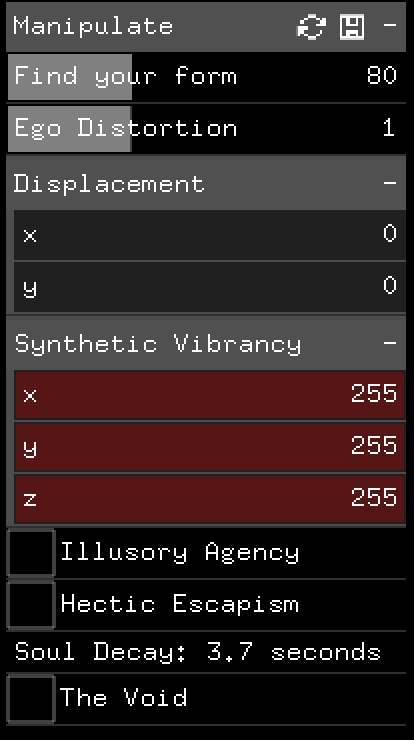 Manipulate -
Find your form 80
Ego Distortion 1
Displacement -
x 0
y 0
Synthetic Vibrancy -
x 255
y 255
z 255
Illusory Agency
Hectic Escapism
Soul Decay: 3.7 seconds
The Void